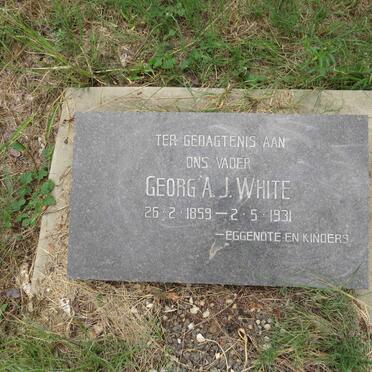 TER GEDAGTENIS AAN
ONS VADER
GEORG A. J. WHITE
26·2·1859 — 2·5·1931
— EGGENOTE EN KINDERS